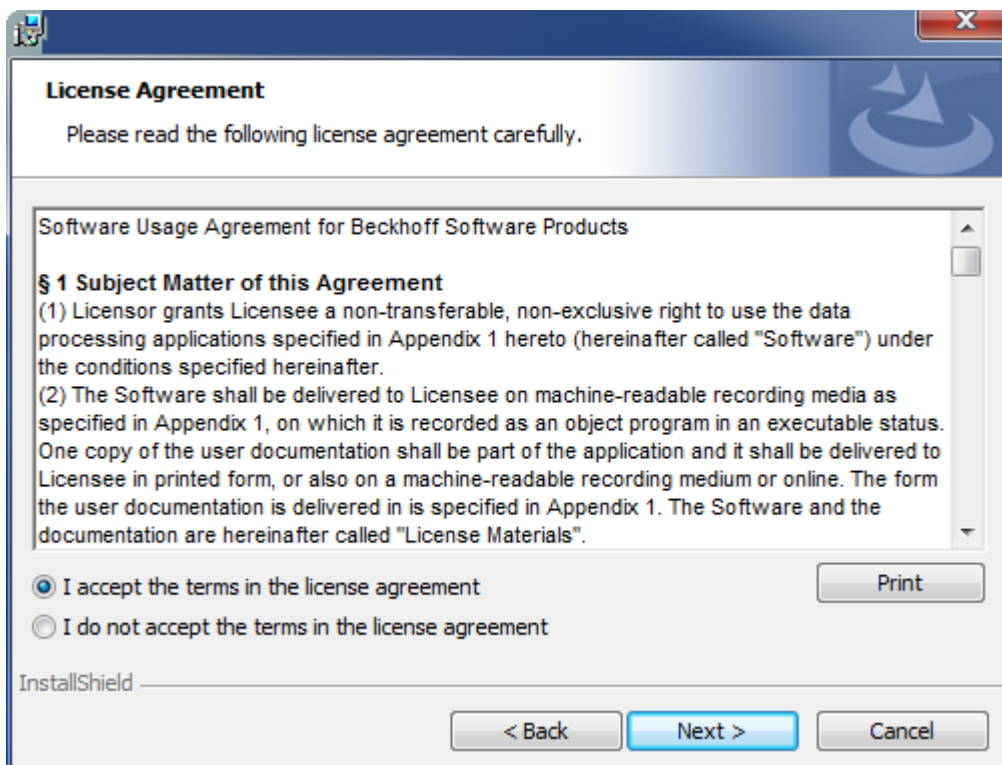 License Agreement
Please read the following license agreement carefully.
Software Usage Agreement for Beckhoff Software Products
§ 1 Subject Matter of this Agreement
(1) Licensor grants Licensee a non-transferable, non-exclusive right to use the data
processing applications specified in Appendix 1 hereto (hereinafter called "Software") under
the conditions specified hereinafter.
(2) The Software shall be delivered to Licensee on machine-readable recording media as
specified in Appendix 1, on which it is recorded as an object program in an executable status.
One copy of the user documentation shall be part of the application and it shall be delivered to
Licensee in printed form, or also on a machine-readable recording medium or online. The form
the user documentation is delivered in is specified in Appendix 1. The Software and the
documentation are hereinafter called "License Materials".
I accept the terms in the license agreement
Print
I do not accept the terms in the license agreement
InstallShield
< Back
Next >
Cancel